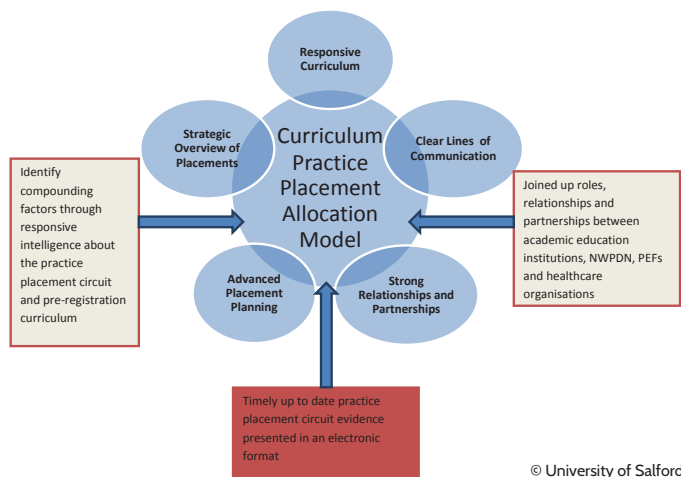 Responsive
Curriculum
Strategic
Overview of
Placements
Clear Lines of
Communication
Curriculum
Practice
Placement
Allocation
Model
Identify
compounding
factors through
responsive
intelligence about
the practice
placement circuit
and pre-registration
curriculum
Joined up roles,
relationships and
partnerships between
academic education
institutions, NWPDN, PEFs
and healthcare
organisations
Advanced
Placement
Planning
Strong
Relationships and
Partnerships
Timely up to date practice
placement circuit evidence
presented in an electronic
format
© University of Salford